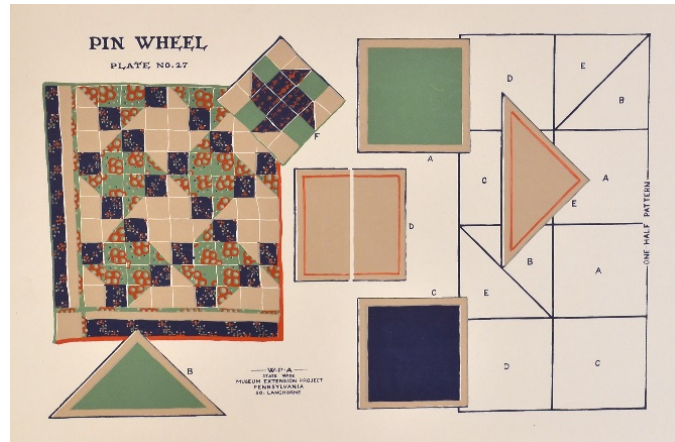 PIN WHEEL
PLATE NO. 27
F
A
D
C
B
D
E
B
C
A
E
B
A
E
D
C
ONE HALF PATTERN
W·P·A
STATE WIDE
MUSEUM EXTENSION PROJECT
PENNSYLVANIA
SO. LANGHORNE